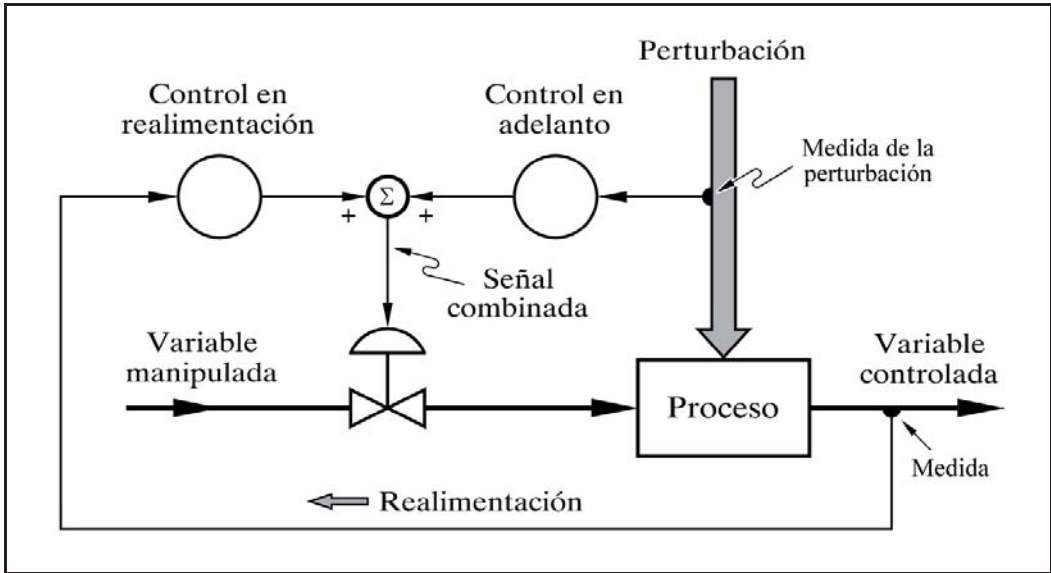 Perturbación
Control en
realimentación
Control en
adelanto
Medida de la
perturbación
Σ
+
+
Señal
combinada
Variable
manipulada
Proceso
Variable
controlada
Medida
Realimentación